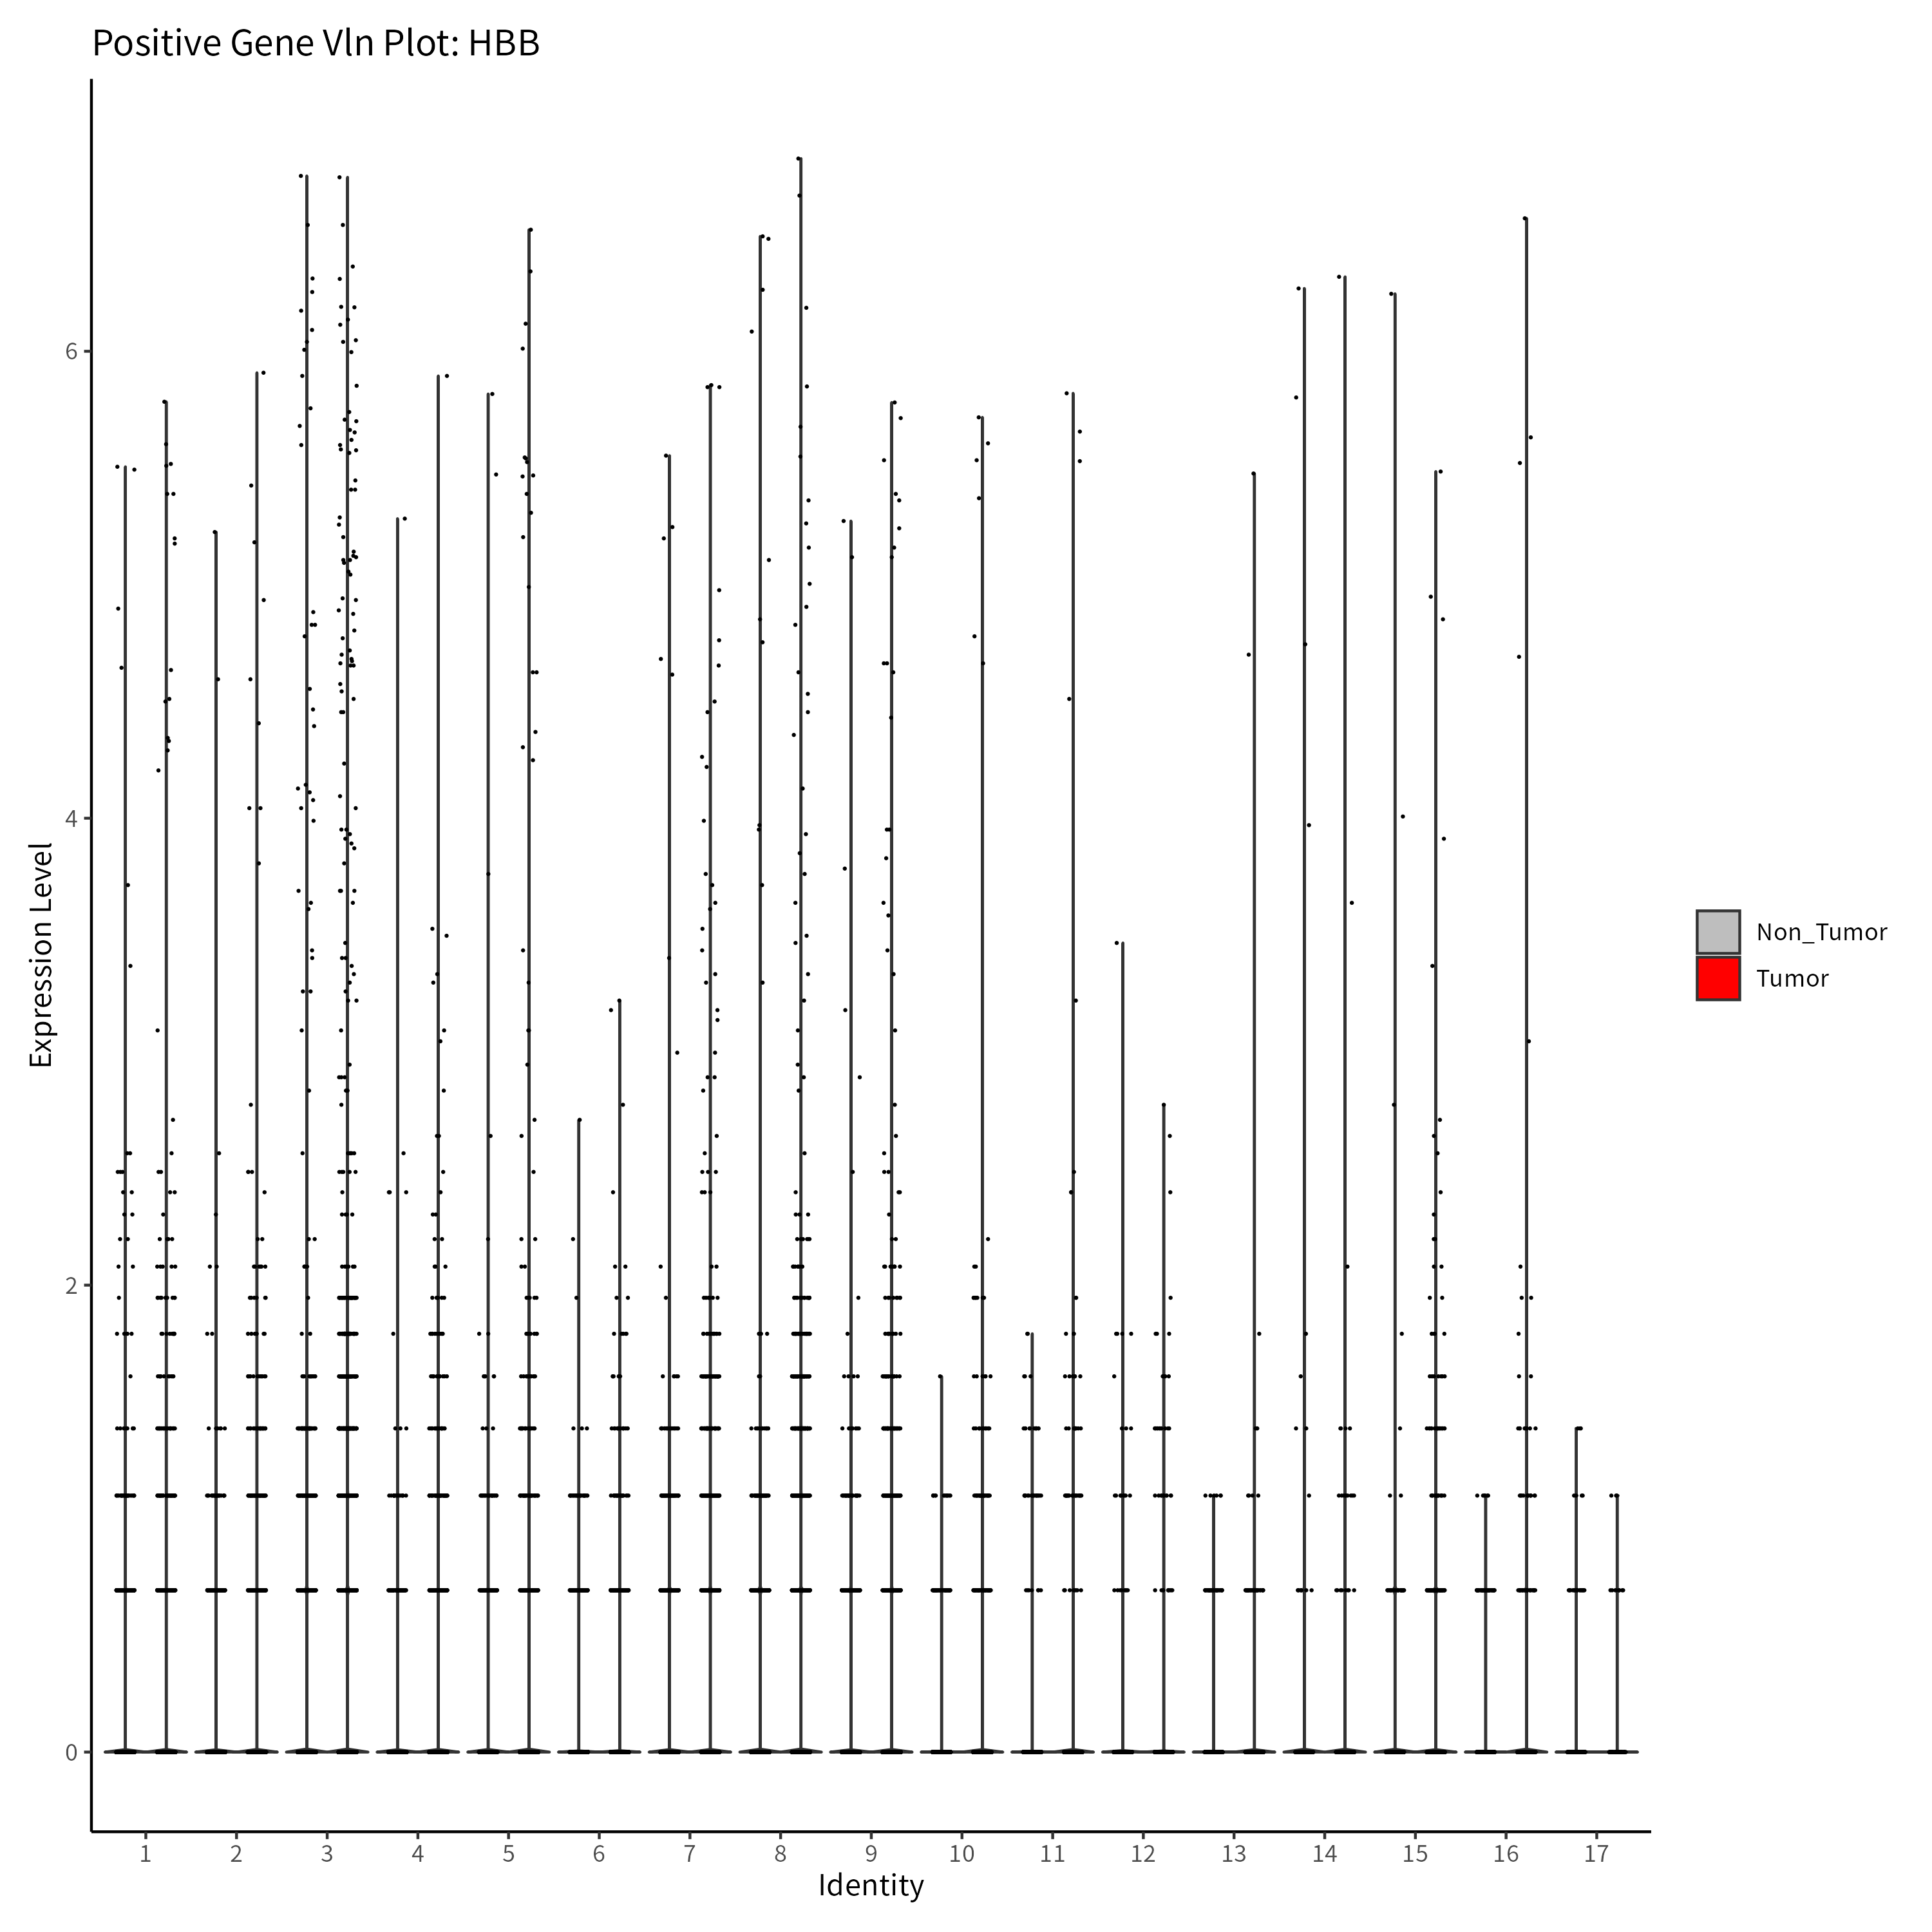 Positive Gene Vln Plot: HBB
Expression Level
6
4
2
0
1 2 3 4 5 6 7 8 9 10 11 12 13 14 15 16 17
Identity
Non_Tumor
Tumor